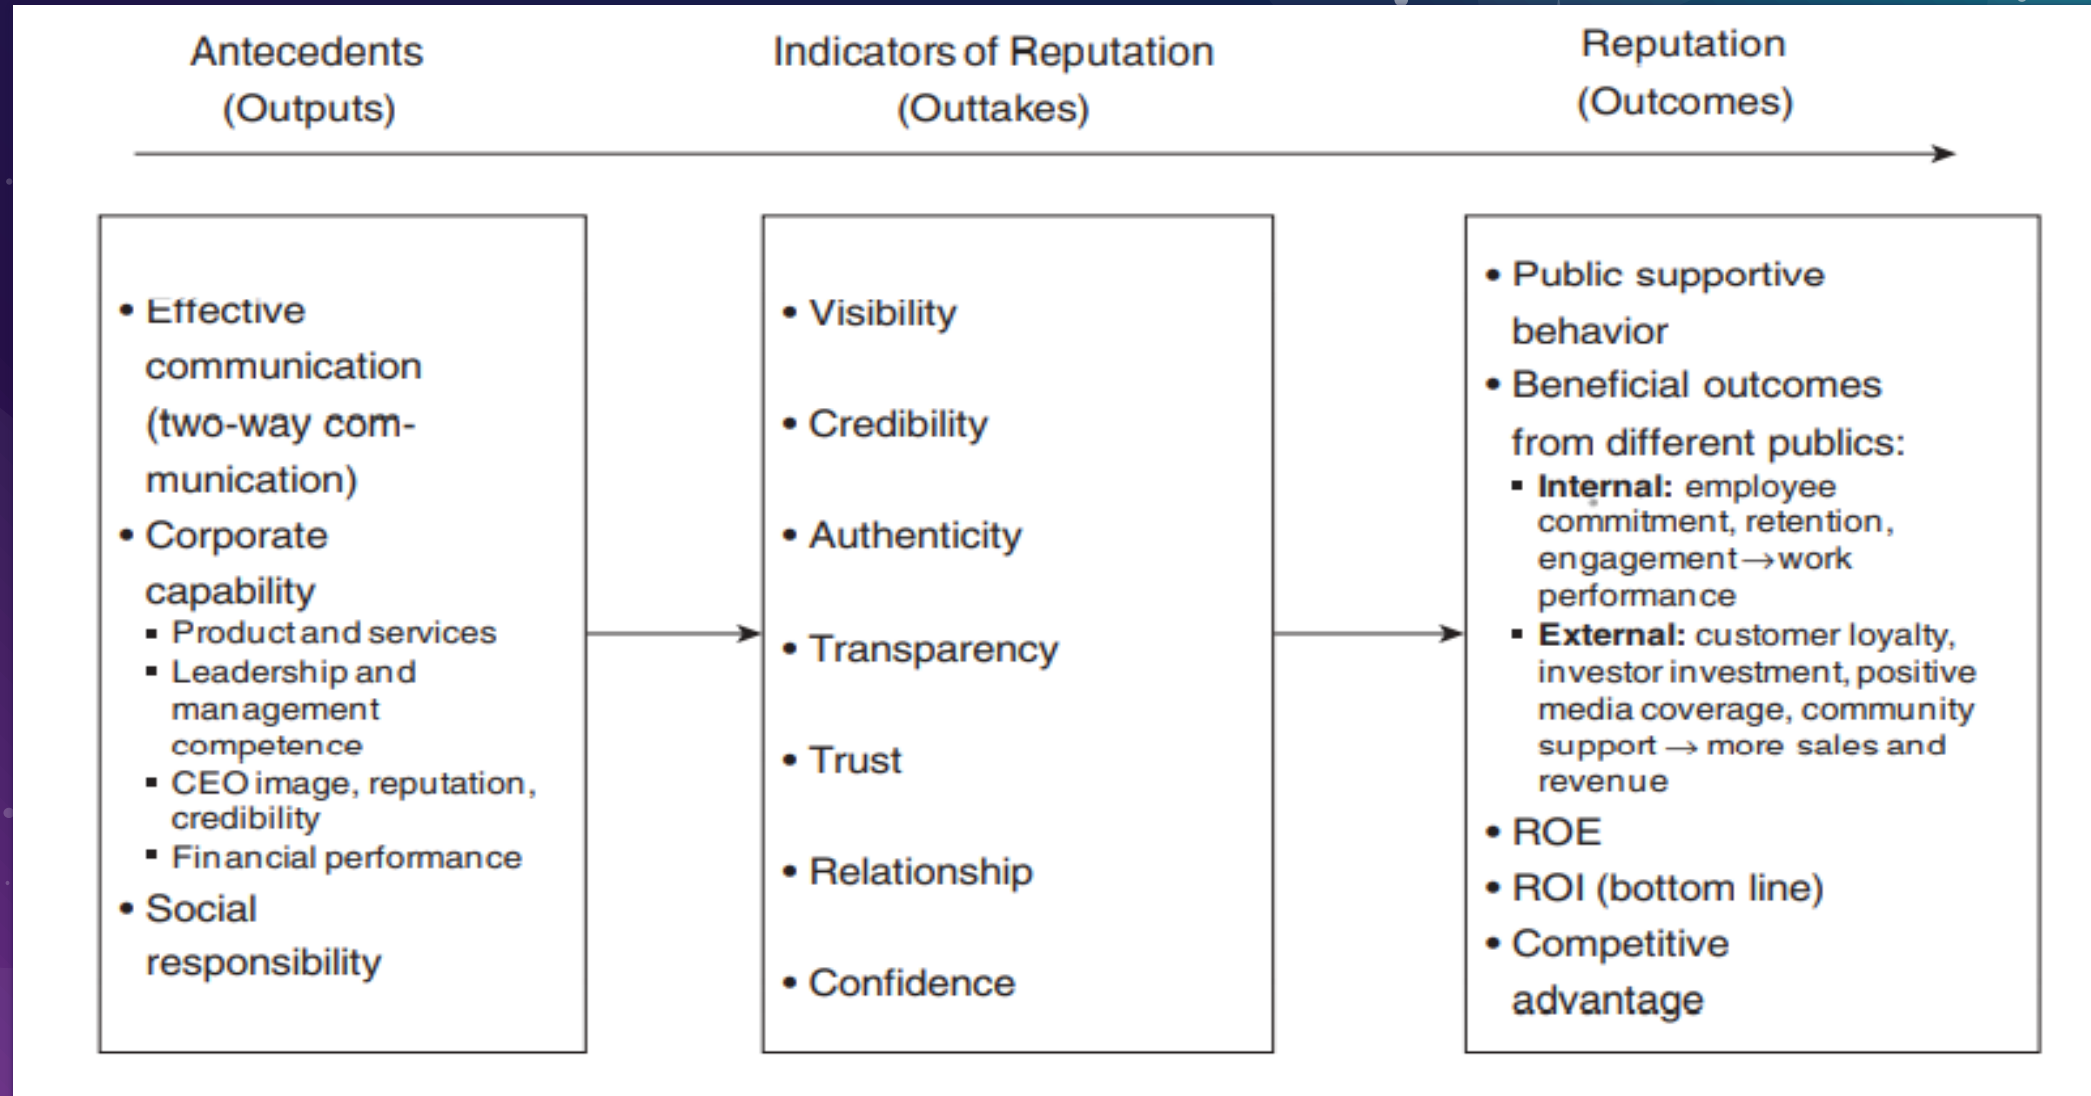 Antecedents
(Outputs)
Indicators of Reputation
(Outtakes)
Reputation
(Outcomes)
• Effective
communication
(two-way com-
munication)
• Corporate
capability
▪ Product and services
▪ Leadership and
management
competence
▪ CEO image, reputation,
credibility
▪ Financial performance
• Social
responsibility
• Visibility
• Credibility
• Authenticity
• Transparency
• Trust
• Relationship
• Confidence
• Public supportive
behavior
• Beneficial outcomes
from different publics:
▪ Internal: employee
commitment, retention,
engagement→work
performance
▪ External: customer loyalty,
investor investment, positive
media coverage, community
support → more sales and
revenue
• ROE
• ROI (bottom line)
• Competitive
advantage